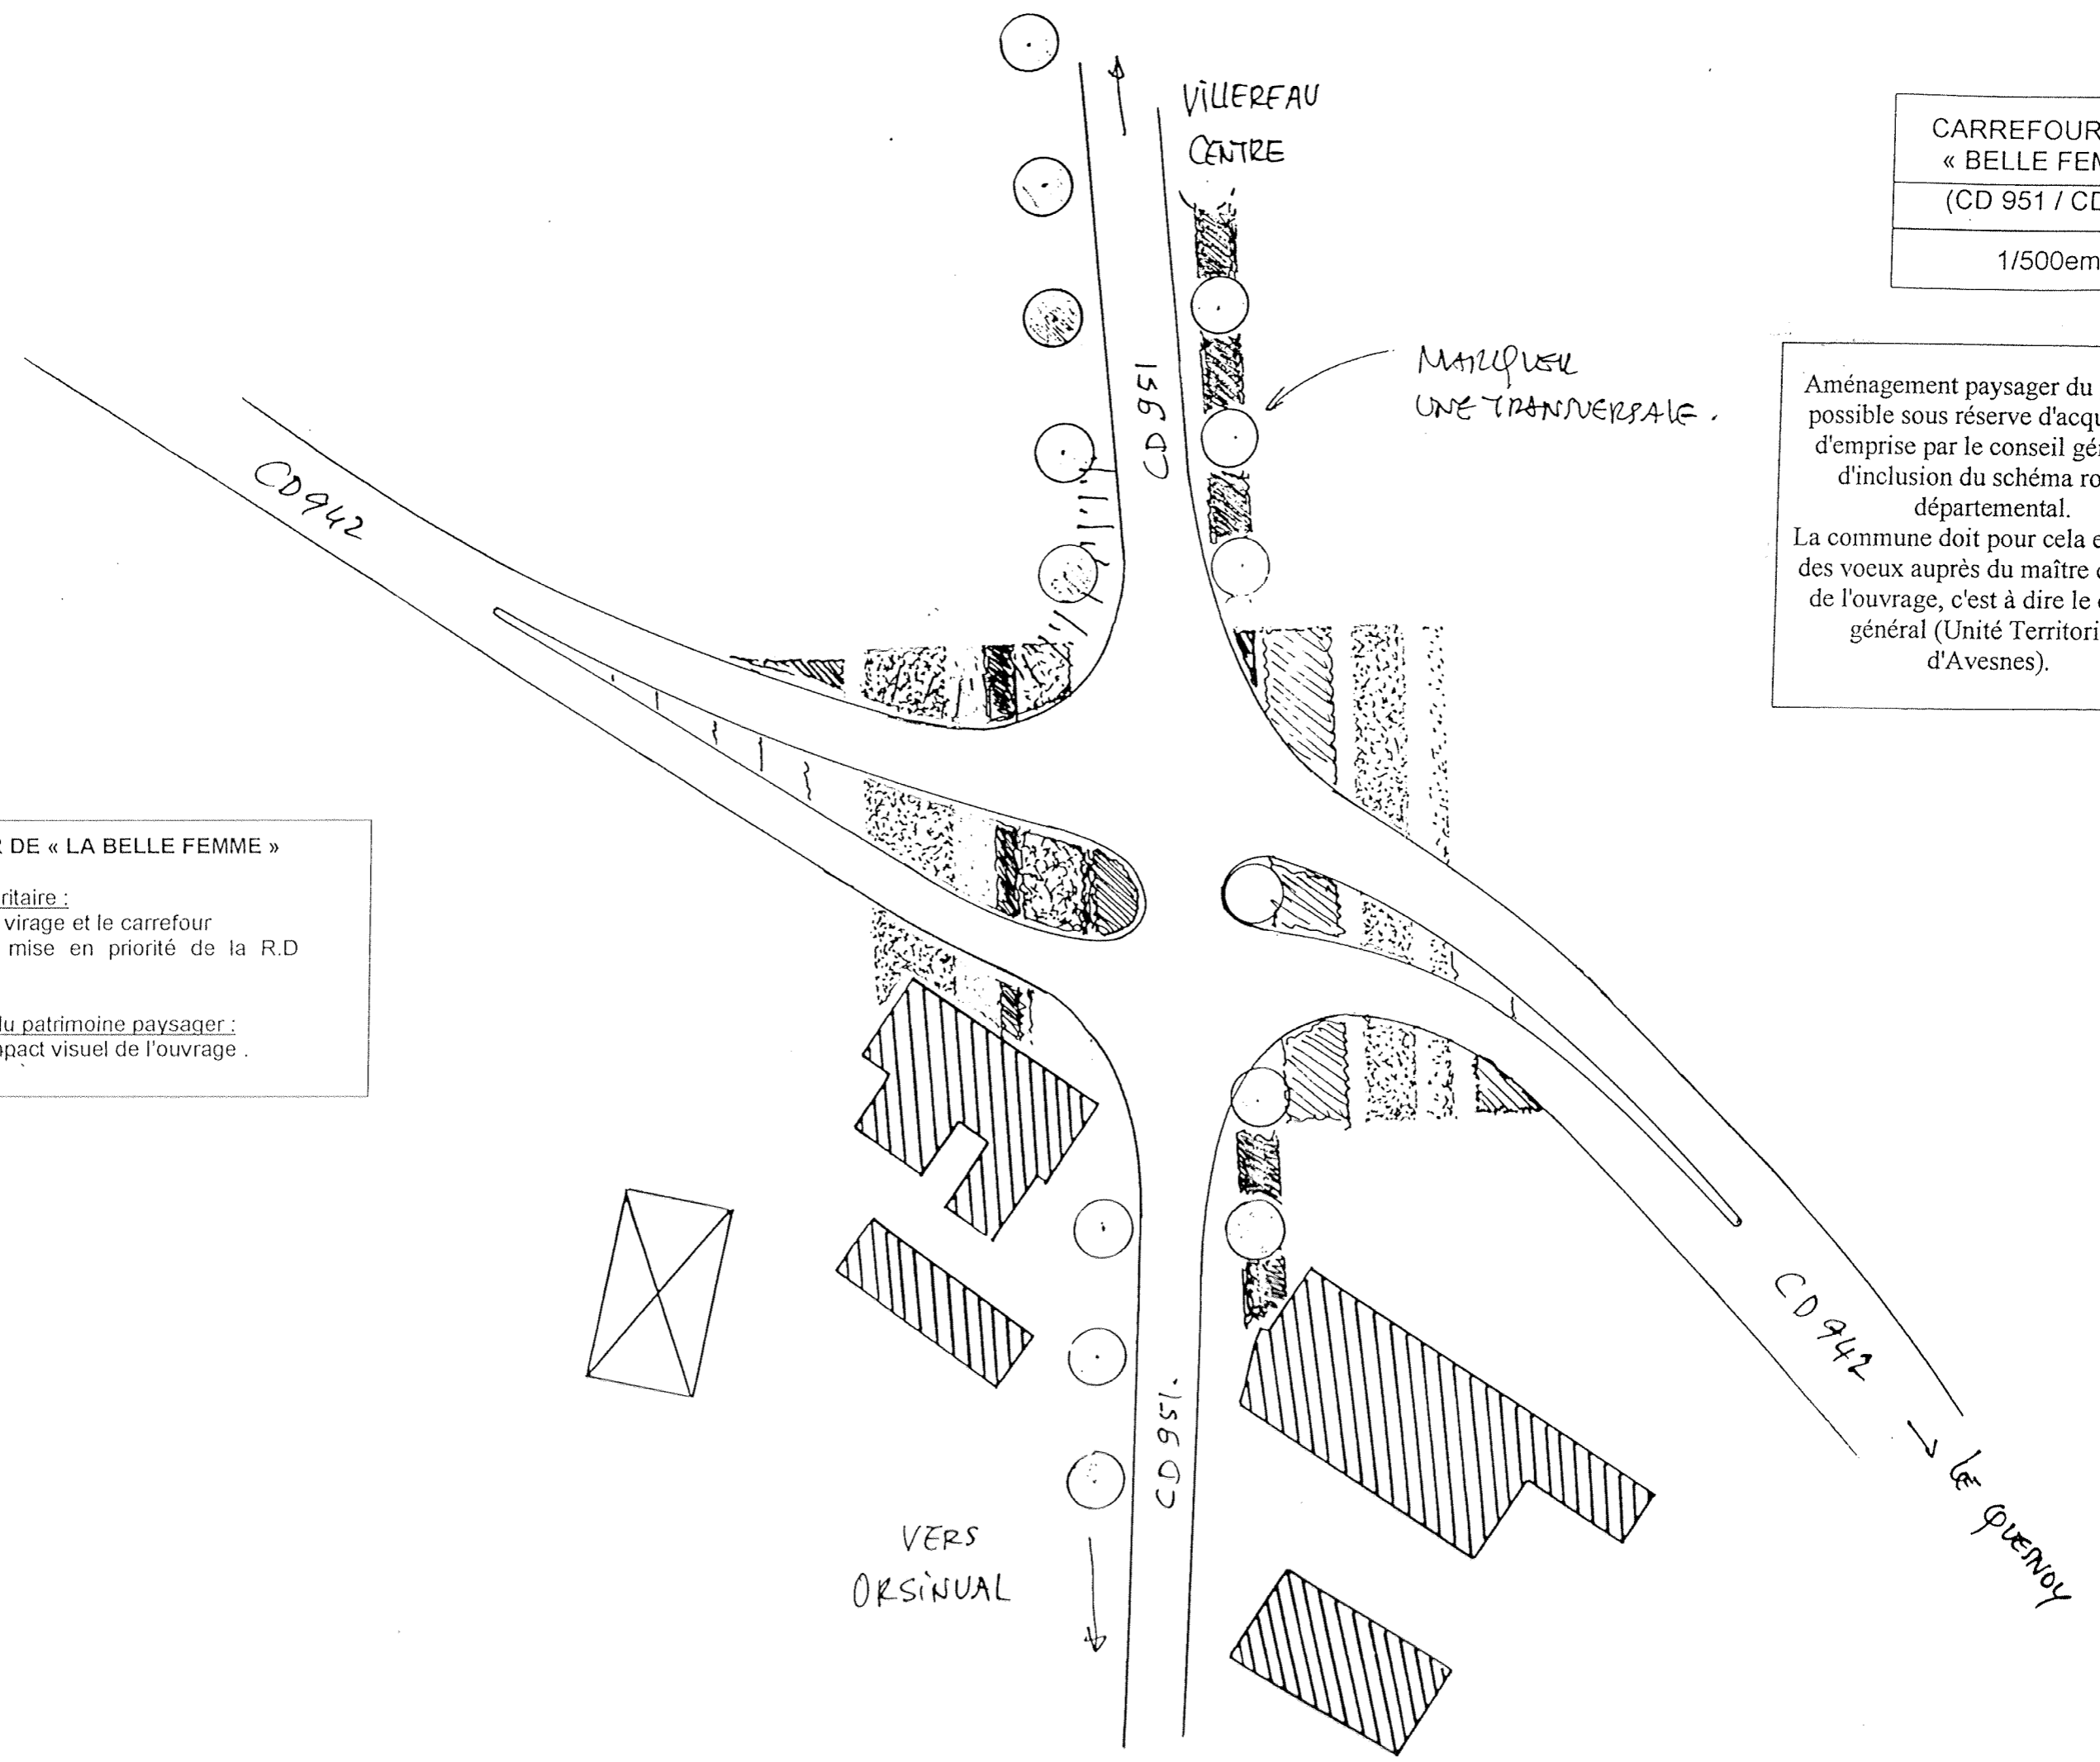 VILLEREAU
CENTRE
CARREFOUR
« BELLE FEM
(CD 951 / CD
1/500em
CD 951
MARQUER
UNE TRANSVERSALE .
Aménagement paysager du
possible sous réserve d'acqu
d'emprise par le conseil gén
d'inclusion du schéma ro
départemental.
La commune doit pour cela e
des voeux auprès du maître d
de l'ouvrage, c'est à dire le c
général (Unité Territori
d'Avesnes).
CD942
R DE « LA BELLE FEMME »
ritaire :
virage et le carrefour
mise en priorité de la R.D
du patrimoine paysager :
pact visuel de l'ouvrage .
CD 942
CD 951.
LE QUESNOY
VERS
ORSINVAL